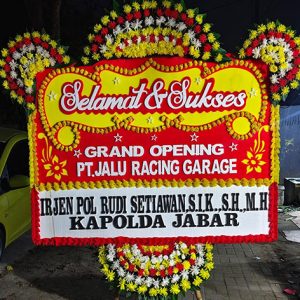 Selamat & Sukses
GRAND OPENING
PT.JALU RACING GARAGE
IRJEN POL RUDI SETIAWAN,S.I.K.,S.H.,M.H
KAPOLDA JABAR